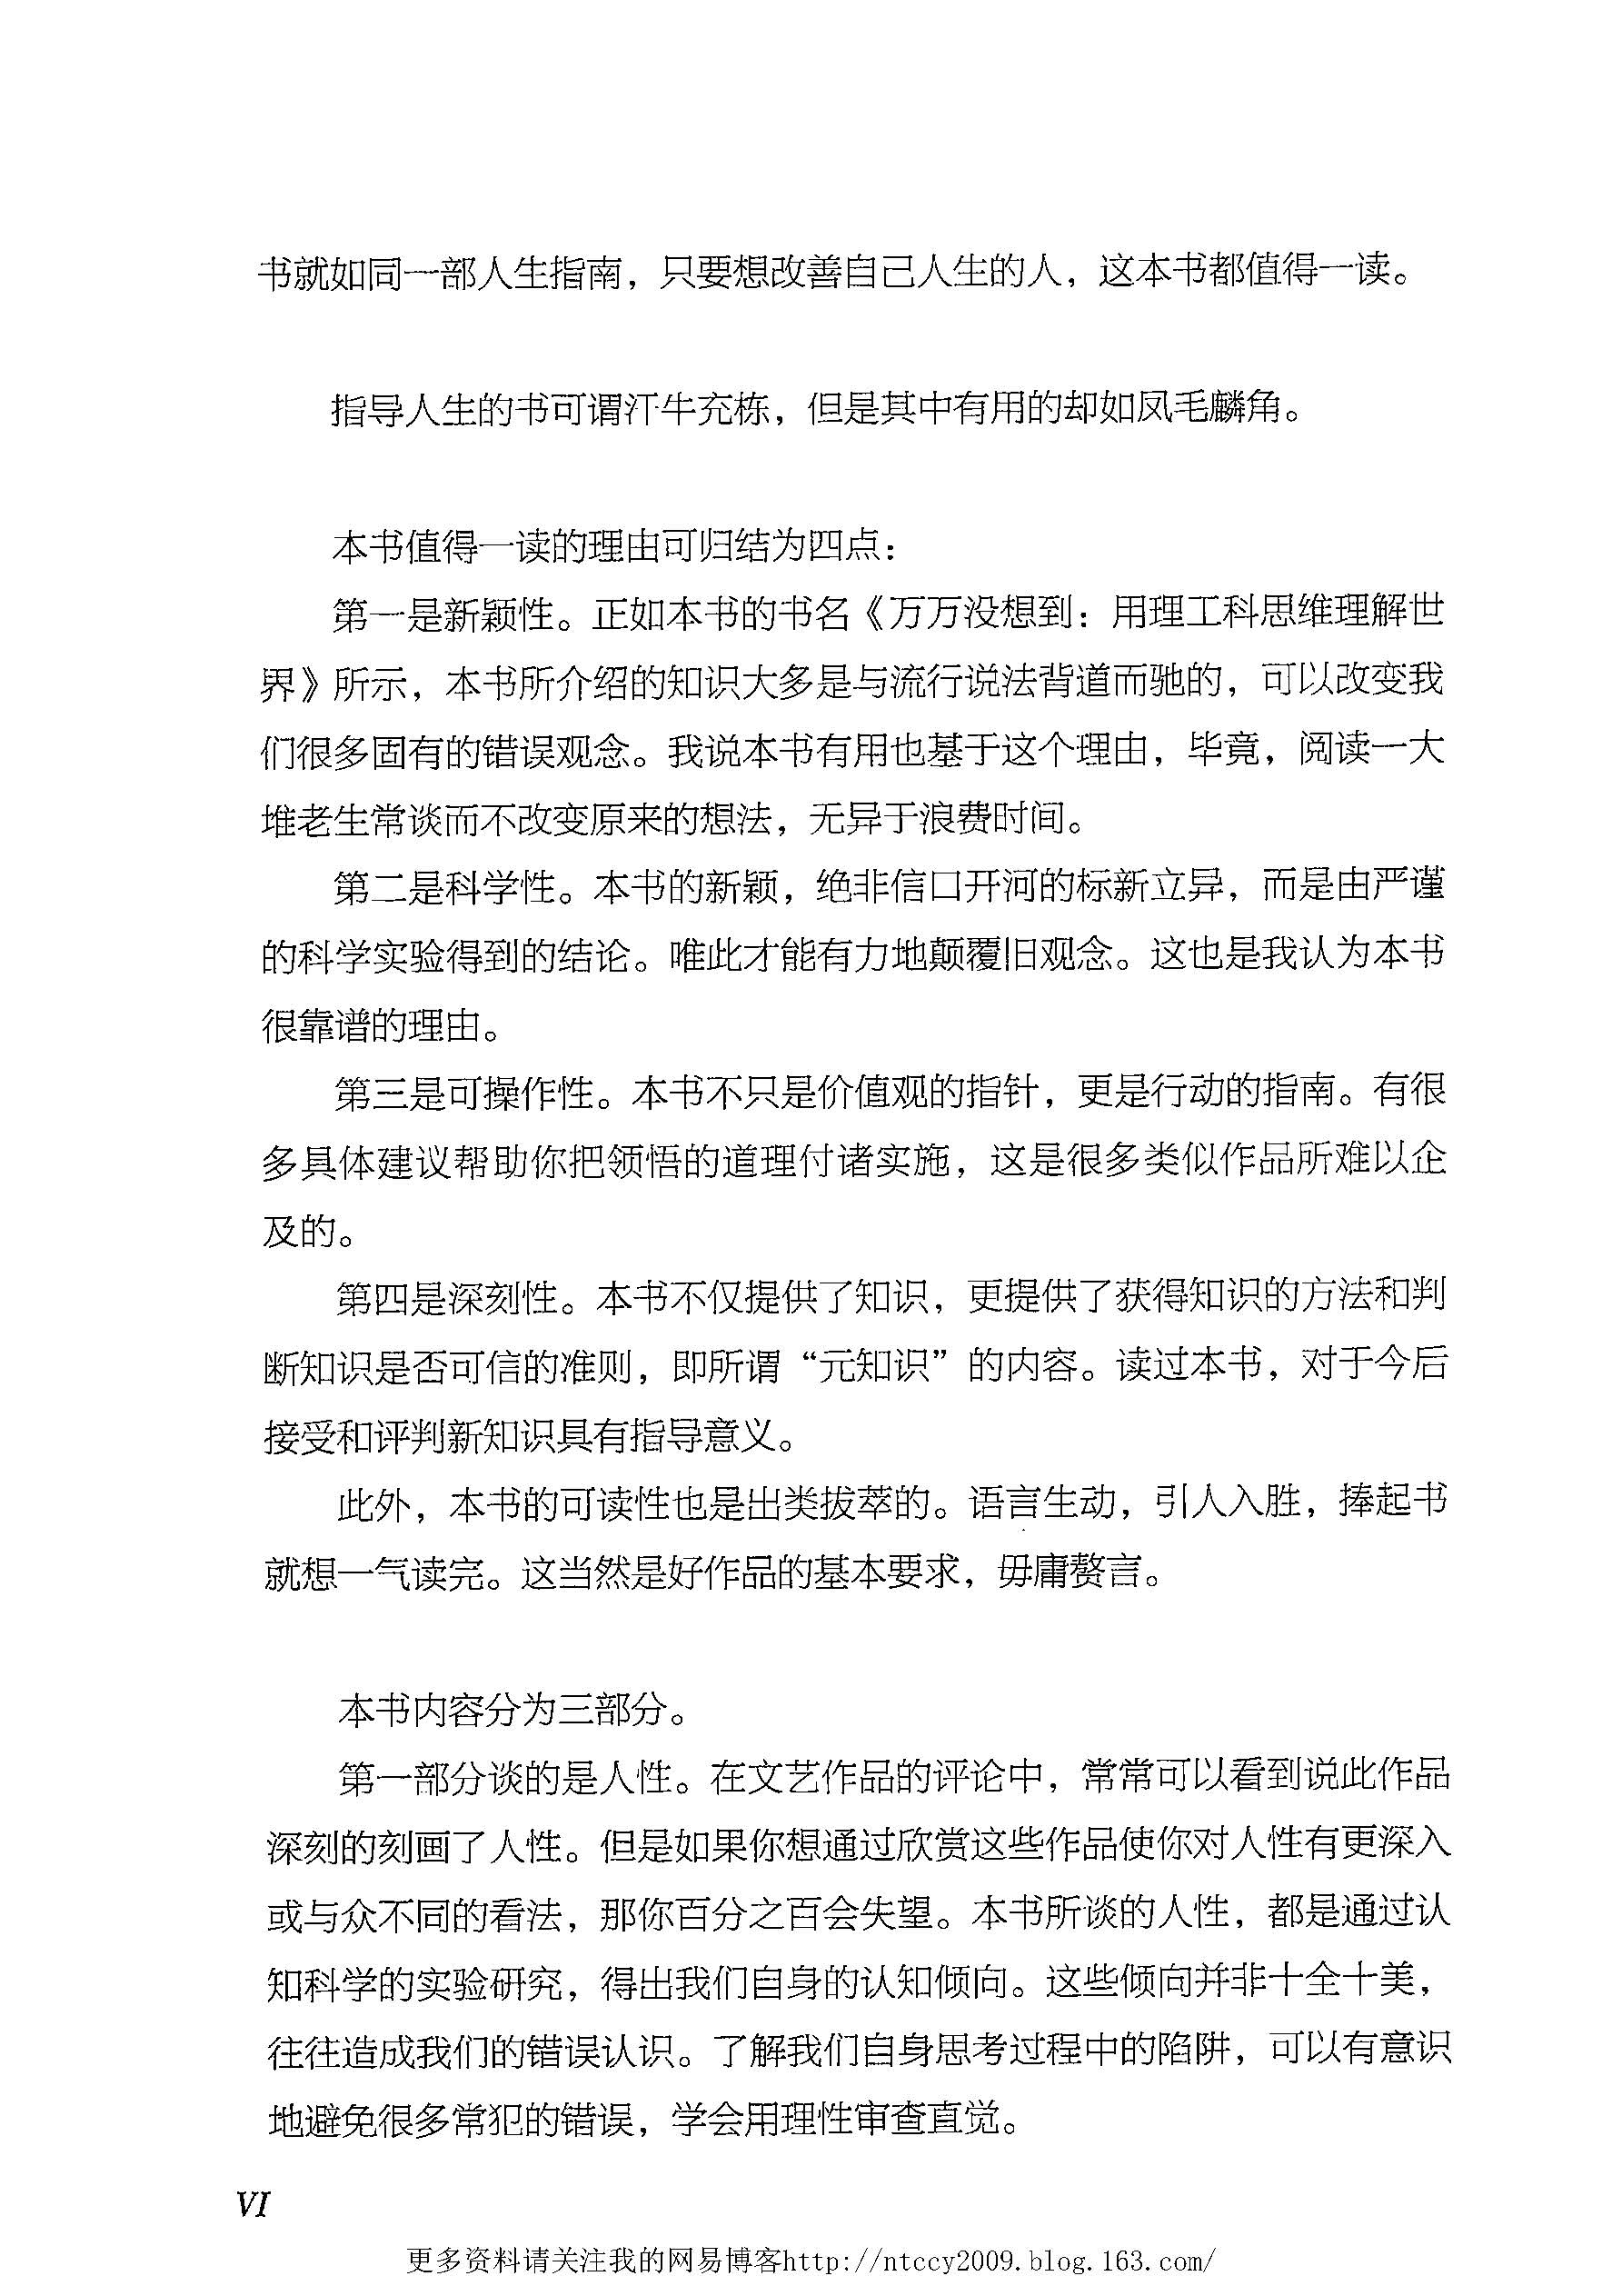 书就如同一部人生指南，只要想改善自己人生的人，这本书都值得一读。
指导人生的书可谓汗牛充栋，但是其中有用的却如凤毛麟角。
本书值得一读的理由可归结为四点：
第一是新颖性。正如本书的书名《万万没想到：用理工科思维理解世
界》所示，本书所介绍的知识大多是与流行说法背道而驰的，可以改变我
们很多固有的错误观念。我说本书有用也基于这个理由，毕竟，阅读一大
堆老生常谈而不改变原来的想法，无异于浪费时间。
第二是科学性。本书的新颖，绝非信口开河的标新立异，而是由严谨
的科学实验得到的结论。唯此才能有力地颠覆旧观念。这也是我认为本书
很靠谱的理由。
第三是可操作性。本书不只是价值观的指针，更是行动的指南。有很
多具体建议帮助你把领悟的道理付诸实施，这是很多类似作品所难以企
及的。
第四是深刻性。本书不仅提供了知识，更提供了获得知识的方法和判
断知识是否可信的准则，即所谓“元知识”的内容。读过本书，对于今后
接受和评判新知识具有指导意义。
此外，本书的可读性也是出类拔萃的。语言生动，引人入胜，捧起书
就想一气读完。这当然是好作品的基本要求，毋庸赘言。
本书内容分为三部分。
第一部分谈的是人性。在文艺作品的评论中，常常可以看到说此作品
深刻的刻画了人性。但是如果你想通过欣赏这些作品使你对人性有更深入
或与众不同的看法，那你百分之百会失望。本书所谈的人性，都是通过认
知科学的实验研究，得出我们自身的认知倾向。这些倾向并非十全十美，
往往造成我们的错误认识。了解我们自身思考过程中的陷阱，可以有意识
地避免很多常犯的错误，学会用理性审查直觉。
VI
更多资料请关注我的网易博客http://ntccy2009.blog.163.com/